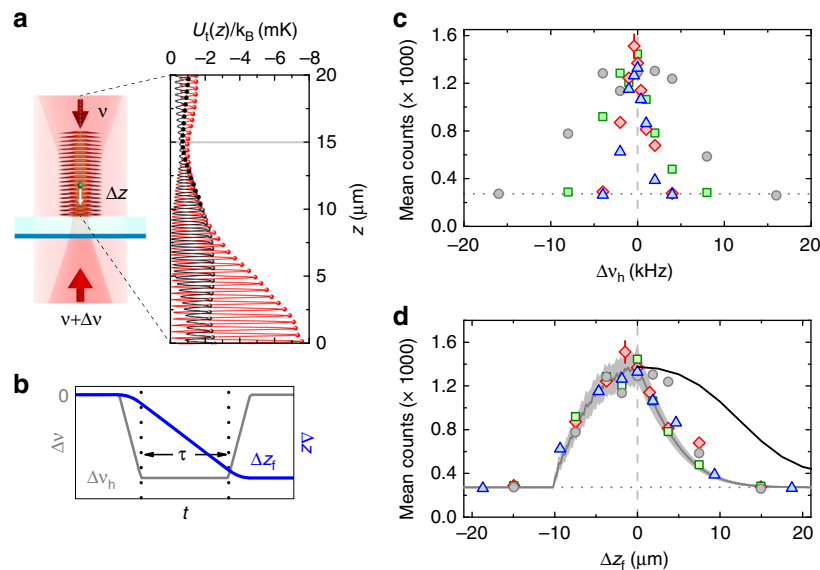 a
U_t(z)/k_B (mK)
0 −2 −4 −6 −8
ν
Δz
ν+Δν
20
15
10
5
0
z (μm)
b
0
Δν
Δν_h
τ
Δz_f
Δz
t
c
Mean counts (× 1000)
1.6
1.2
0.8
0.4
0.0
−20 −10 0 10 20
Δν_h (kHz)
d
Mean counts (× 1000)
1.6
1.2
0.8
0.4
0.0
−20 −10 0 10 20
Δz_f (μm)